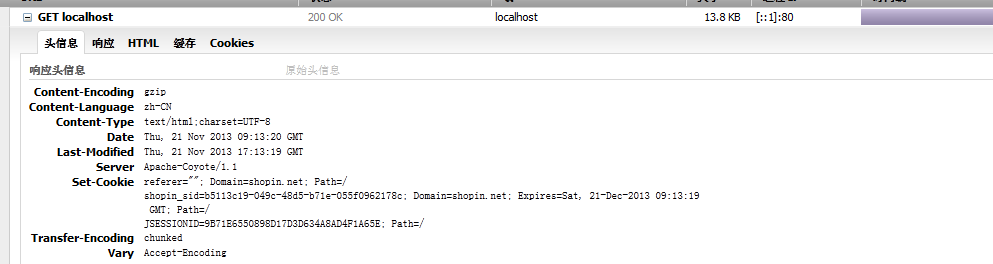 GET localhost 200 OK localhost 13.8 KB [::1]:80
头信息 响应 HTML 缓存 Cookies
响应头信息 原始头信息
Content-Encoding gzip
Content-Language zh-CN
Content-Type text/html;charset=UTF-8
Date Thu, 21 Nov 2013 09:13:20 GMT
Last-Modified Thu, 21 Nov 2013 17:13:19 GMT
Server Apache-Coyote/1.1
Set-Cookie referer=""; Domain=shopin.net; Path=/
shopin_sid=b5113c19-049c-48d5-b71e-055f0962178c; Domain=shopin.net; Expires=Sat, 21-Dec-2013 09:13:19
GMT; Path=/
JSESSIONID=9B71B6550898D17D3D634A8AD4F1A65E; Path=/
Transfer-Encoding chunked
Vary Accept-Encoding